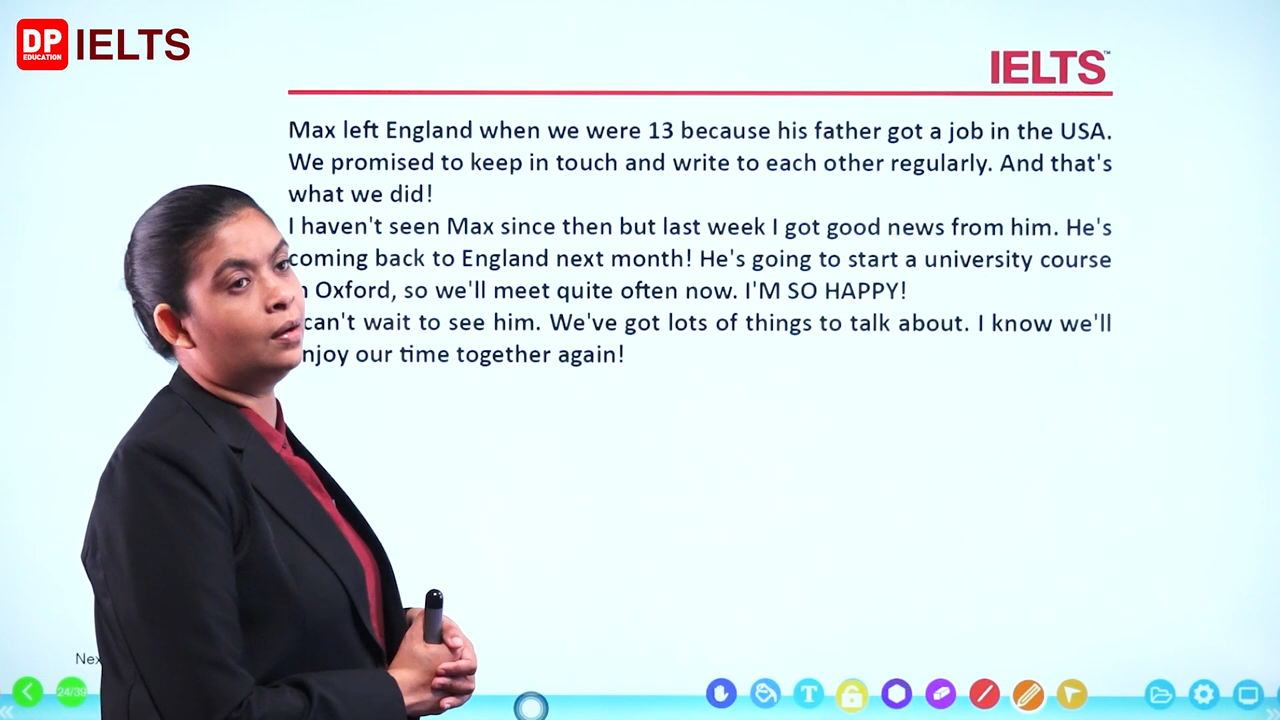 DP
EDUCATION
IELTS
IELTS™
Max left England when we were 13 because his father got a job in the USA.
We promised to keep in touch and write to each other regularly. And that's
what we did!
I haven't seen Max since then but last week I got good news from him. He's
coming back to England next month! He's going to start a university course
Oxford, so we'll meet quite often now. I'M SO HAPPY!
can't wait to see him. We've got lots of things to talk about. I know we'll
our time together again!
24/39
T